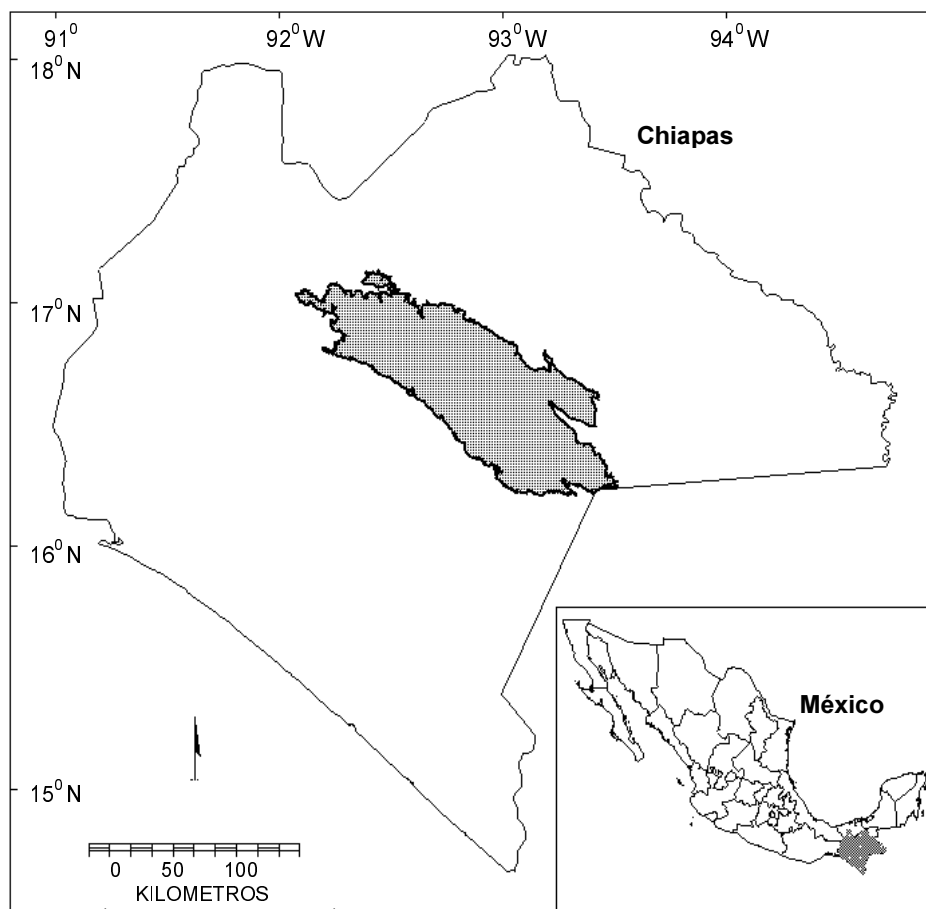 91⁰ 92⁰W 93⁰W 94⁰W
18⁰N
Chiapas
17⁰N
16⁰N
México
15⁰N
0 50 100
KILOMETROS